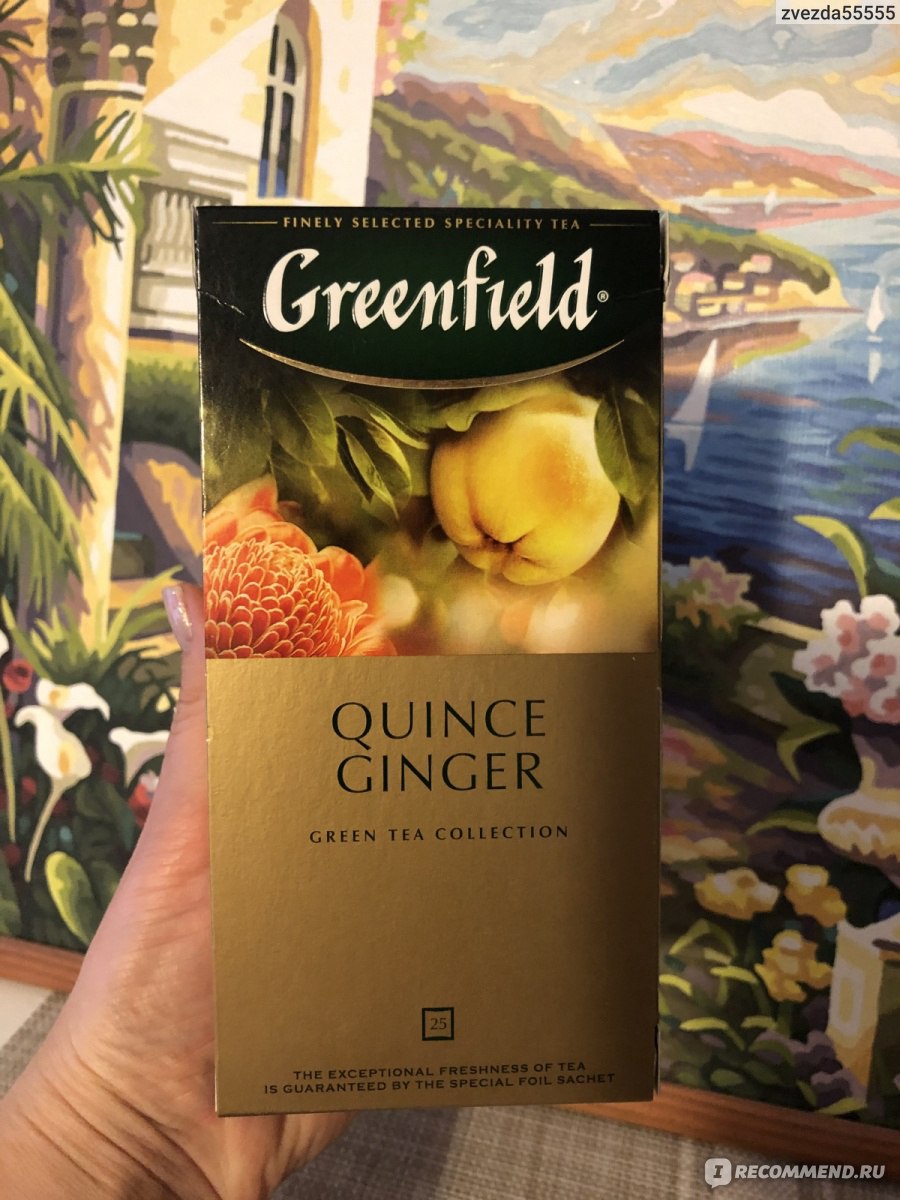 zvezda55555
FINELY SELECTED SPECIALITY TEA
Greenfield®
QUINCE
GINGER
GREEN TEA COLLECTION
25
THE EXCEPTIONAL FRESHNESS OF TEA
IS GUARANTEED BY THE SPECIAL FOIL SACHET
IRECOMMEND.RU